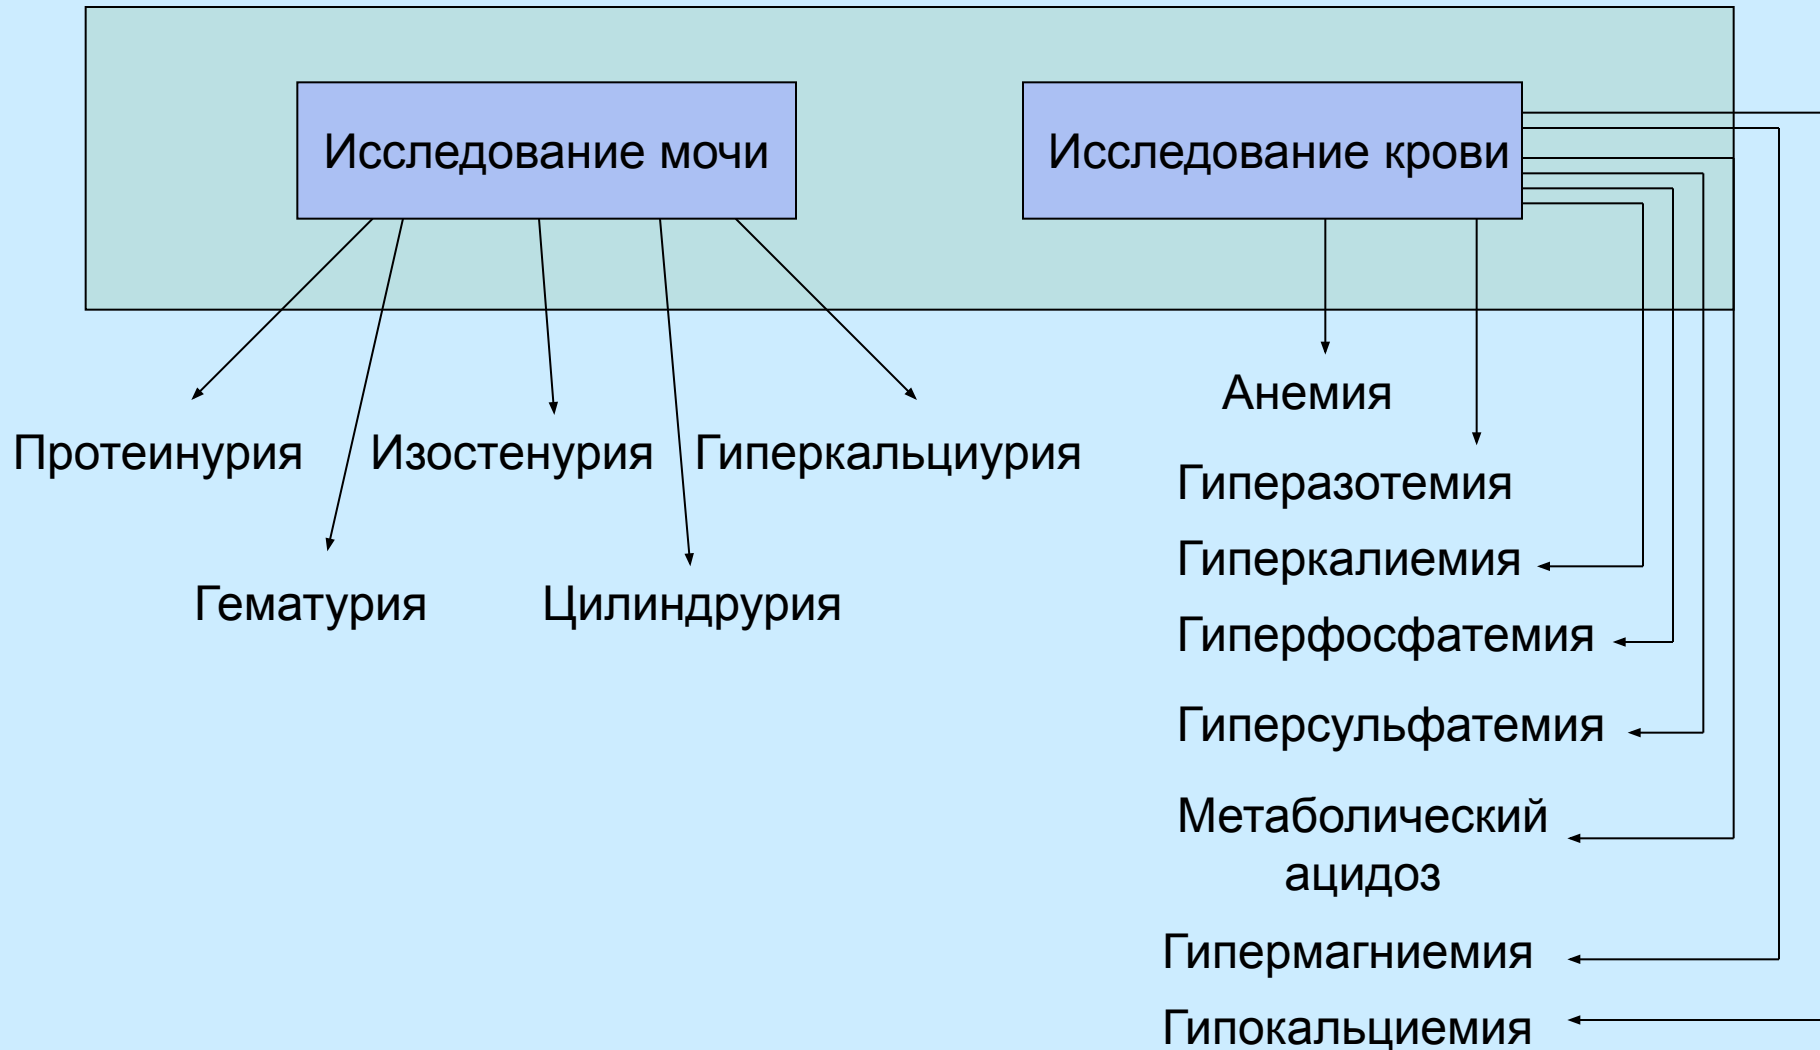 Исследование мочи
Исследование крови
Протеинурия
Изостенурия
Гиперкальциурия
Гематурия
Цилиндрурия
Анемия
Гиперазотемия
Гиперкалиемия
Гиперфосфатемия
Гиперсульфатемия
Метаболический
ацидоз
Гипермагниемия
Гипокальциемия